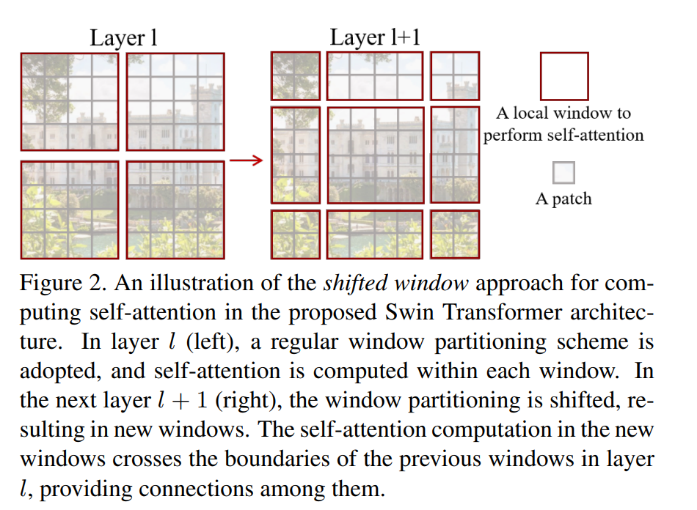 Layer l
Layer l+1
A local window to
perform self-attention
A patch
Figure 2. An illustration of the shifted window approach for com-
puting self-attention in the proposed Swin Transformer architec-
ture. In layer l (left), a regular window partitioning scheme is
adopted, and self-attention is computed within each window. In
the next layer l + 1 (right), the window partitioning is shifted, re-
sulting in new windows. The self-attention computation in the new
windows crosses the boundaries of the previous windows in layer
l, providing connections among them.